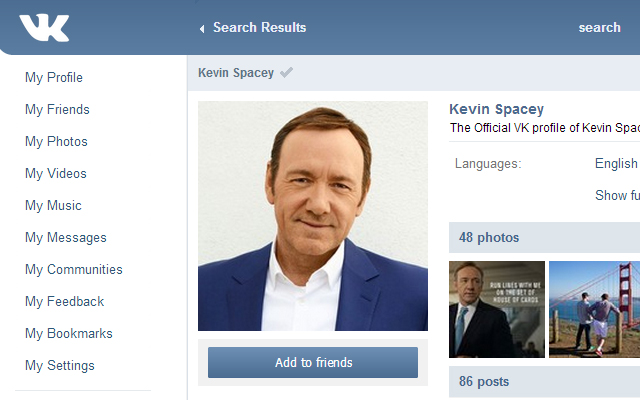 VK
Search Results
search
My Profile
My Friends
My Photos
My Videos
My Music
My Messages
My Communities
My Feedback
My Bookmarks
My Settings
Kevin Spacey
Add to friends
Kevin Spacey
The Official VK profile of Kevin Spac
Languages:
English
Show fu
48 photos
RUN LINES WITH ME
ON THE SET OF
HOUSE OF CARDS
86 posts